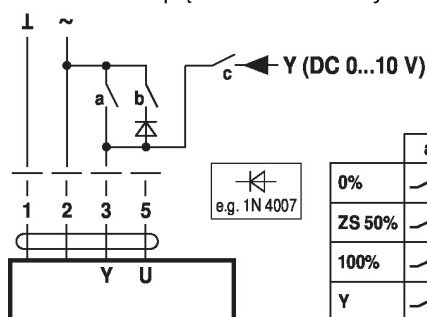 ⊥ ~
a b c Y (DC 0...10 V)
1 2 3 5
Y U
e.g. 1N 4007
a
0%
ZS 50%
100%
Y